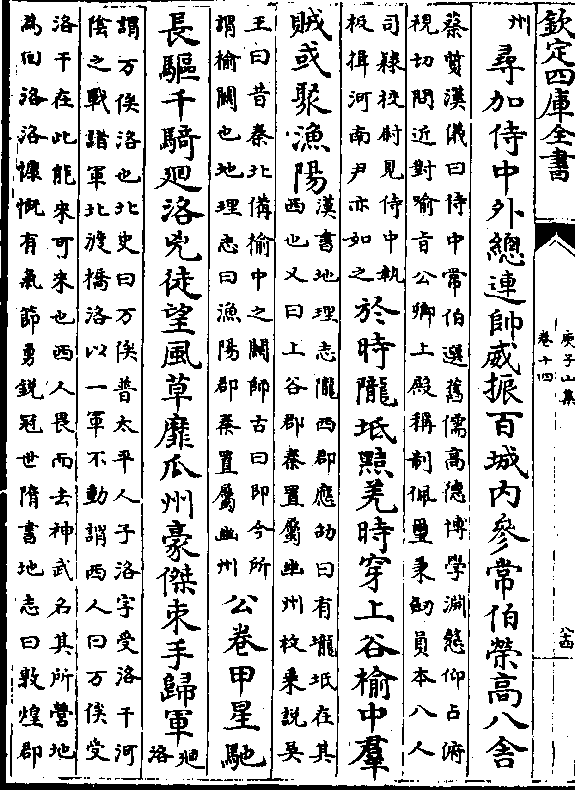 欽定四庫全書
庾子山集
卷十四
州尋加侍中外總連帥威振百城内參常伯榮高八舎
蔡質漢儀曰侍中常伯選舊儒高德博學淵懿仰占俯
視切問近對喻旨公卿上殿稱制佩璽秉劒員本八人
司隸校尉見侍中執
板揖河南尹亦如之
於時隴坻黠羌時穿上谷榆中羣
賊或聚漁陽
漢書地理志隴西郡應劭曰有隴坻在其
西也又曰上谷郡秦置屬幽州枚乗説吳
王曰昔秦北備榆中之闗師古曰即今所
謂榆闗也地理志曰漁陽郡秦置屬幽州
公卷甲星馳
長驅千騎廻洛兇徒望風草靡瓜州豪傑束手歸軍
廻洛
謂万俟洛也北史曰万俟普太平人子洛字受洛干河
隂之戰諸軍北渡橋洛以一軍不動謂西人曰万俟受
洛干在此能來可來也西人畏而去神武名其所營地
為回洛洛慷慨有氣節勇鋭冠世隋書地志曰敦煌郡